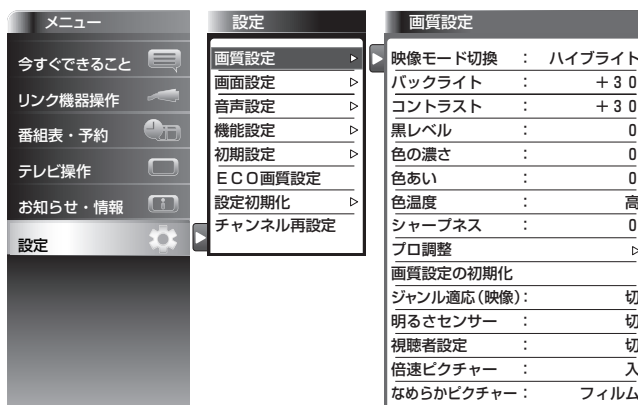 メニュー
今すぐできること
リンク機器操作
番組表・予約
テレビ操作
お知らせ・情報
設定
設定
画質設定
画面設定
音声設定
機能設定
初期設定
ECO画質設定
設定初期化
チャンネル再設定
画質設定
映像モード切換 : ハイブライト
バックライト : +30
コントラスト : +30
黒レベル : 0
色の濃さ : 0
色あい : 0
色温度 : 高
シャープネス : 0
プロ調整
画質設定の初期化
ジャンル適応(映像): 切
明るさセンサー : 切
視聴者設定 : 切
倍速ピクチャー : 入
なめらかピクチャー: フィルム